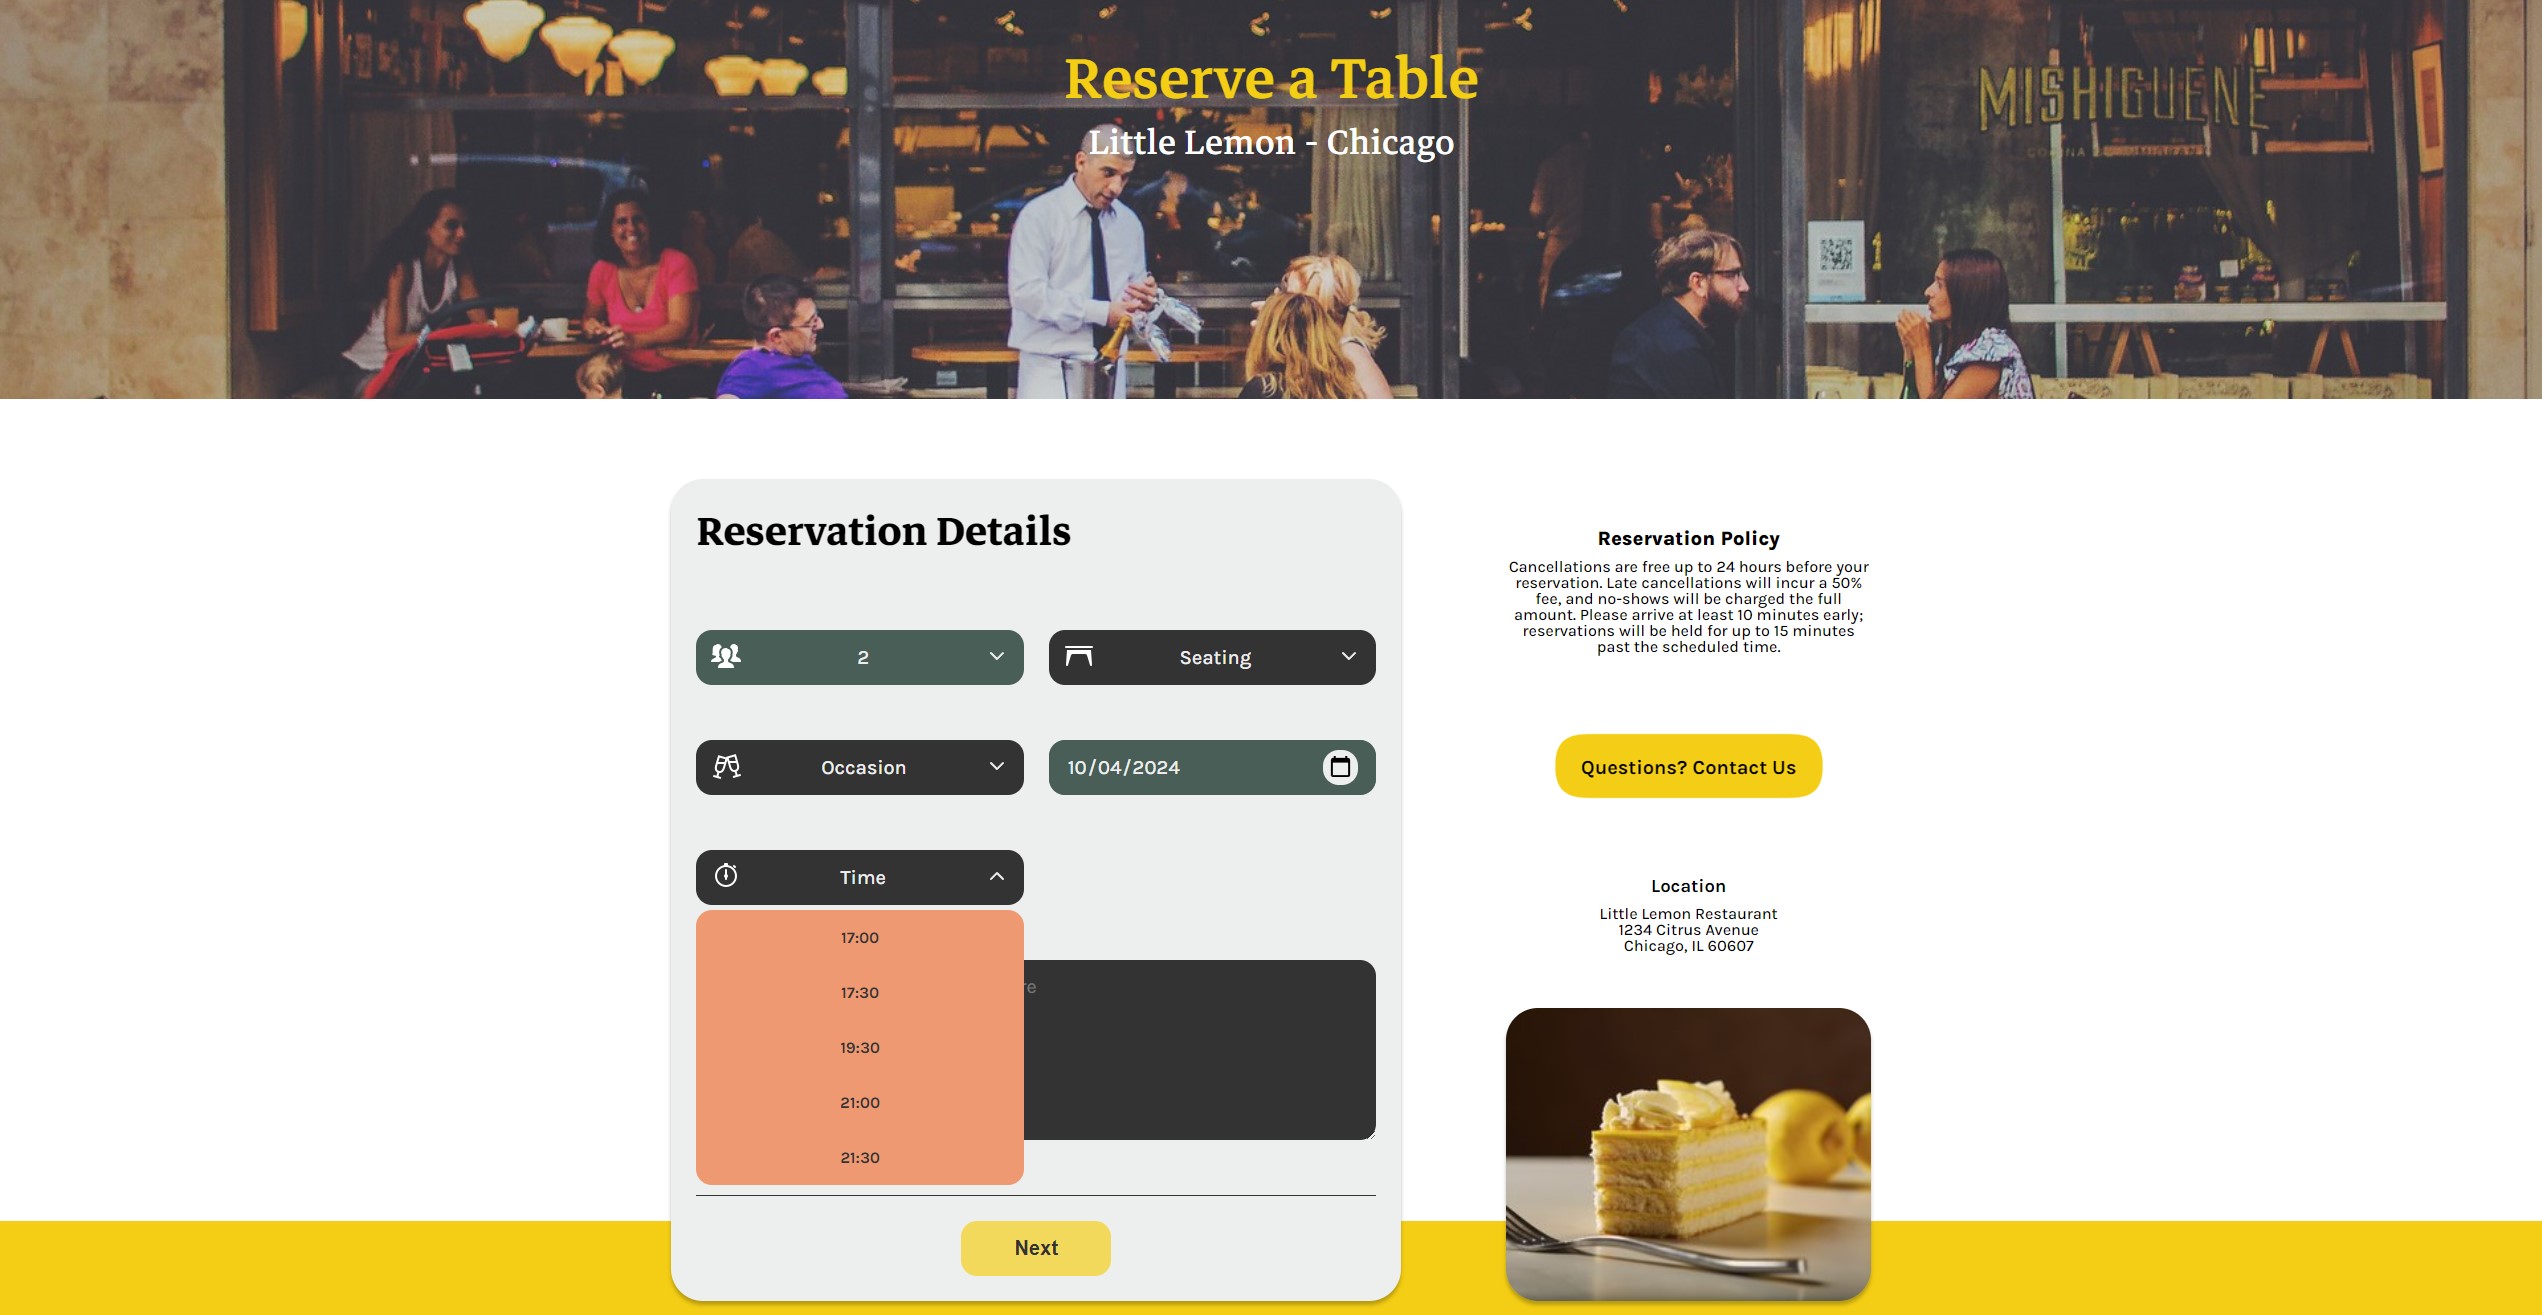 Reserve a Table
Little Lemon - Chicago
MISHIGUENE
Reservation Details
2
Seating
Occasion
10/04/2024
Time
17:00
17:30
19:30
21:00
21:30
re
Next
Reservation Policy
Cancellations are free up to 24 hours before your
reservation. Late cancellations will incur a 50%
fee, and no-shows will be charged the full
amount. Please arrive at least 10 minutes early;
reservations will be held for up to 15 minutes
past the scheduled time.
Questions? Contact Us
Location
Little Lemon Restaurant
1234 Citrus Avenue
Chicago, IL 60607